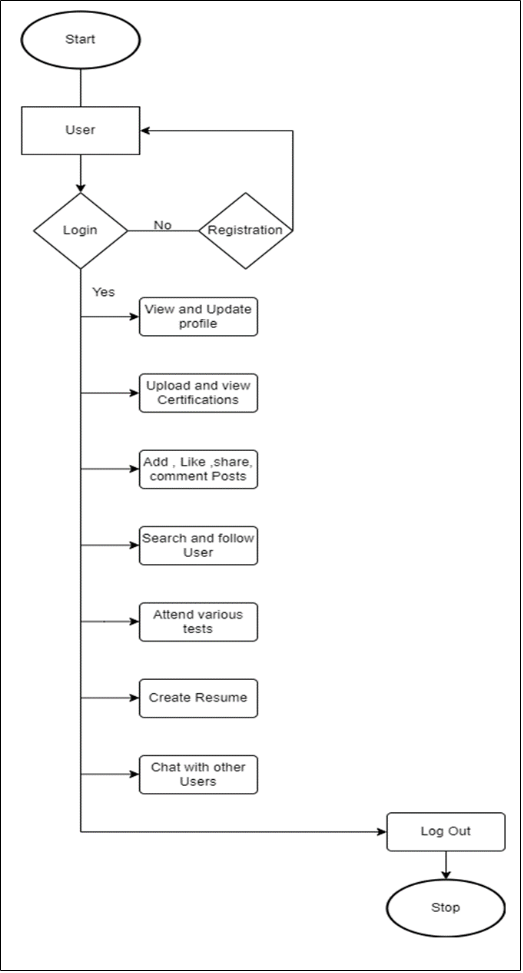 Start
User
Login
No
Registration
Yes
View and Update
profile
Upload and view
Certifications
Add , Like ,share,
comment Posts
Search and follow
User
Attend various
tests
Create Resume
Chat with other
Users
Log Out
Stop